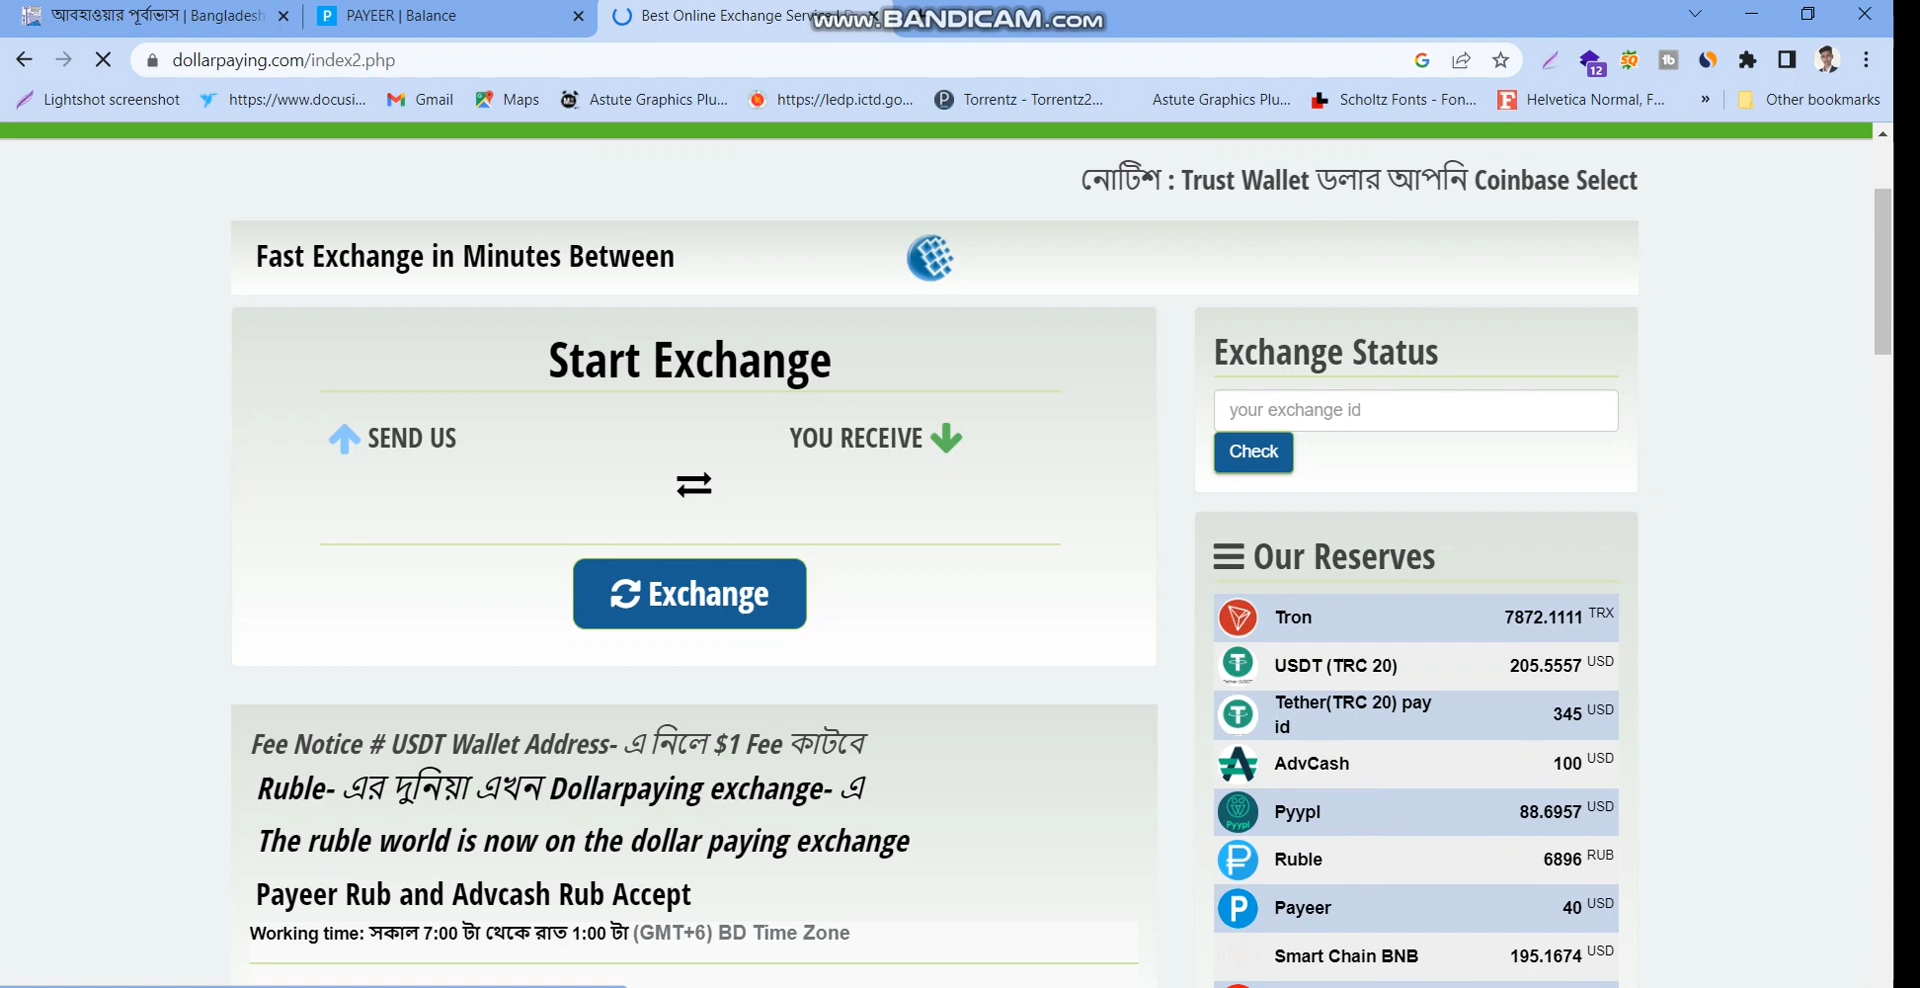 আবহাওয়ার পূর্বাভাস | Bangladesh
PAYEER | Balance
Best Online Exchange Service
www.BANDICAM.com
dollarpaying.com/index2.php
12
Lightshot screenshot
https://www.docusi...
Gmail
Maps
Astute Graphics Plu...
https://ledp.ictd.go...
Torrentz - Torrentz2...
Astute Graphics Plu...
Scholtz Fonts - Fon...
Helvetica Normal, F...
»
Other bookmarks
নোটিশ : Trust Wallet ডলার আপনি Coinbase Select
Fast Exchange in Minutes Between
Start Exchange
SEND US
YOU RECEIVE
Exchange
Exchange Status
your exchange id
Check
Our Reserves
Tron 7872.1111 TRX
USDT (TRC 20) 205.5557 USD
Tether(TRC 20) pay
id 345 USD
AdvCash 100 USD
Pyypl 88.6957 USD
Ruble 6896 RUB
Payeer 40 USD
Smart Chain BNB 195.1674 USD
Fee Notice # USDT Wallet Address- এ নিলে $1 Fee কাটবে
Ruble- এর দুনিয়া এখন Dollarpaying exchange- এ
The ruble world is now on the dollar paying exchange
Payeer Rub and Advcash Rub Accept
Working time: সকাল 7:00 টা থেকে রাত 1:00 টা (GMT+6) BD Time Zone